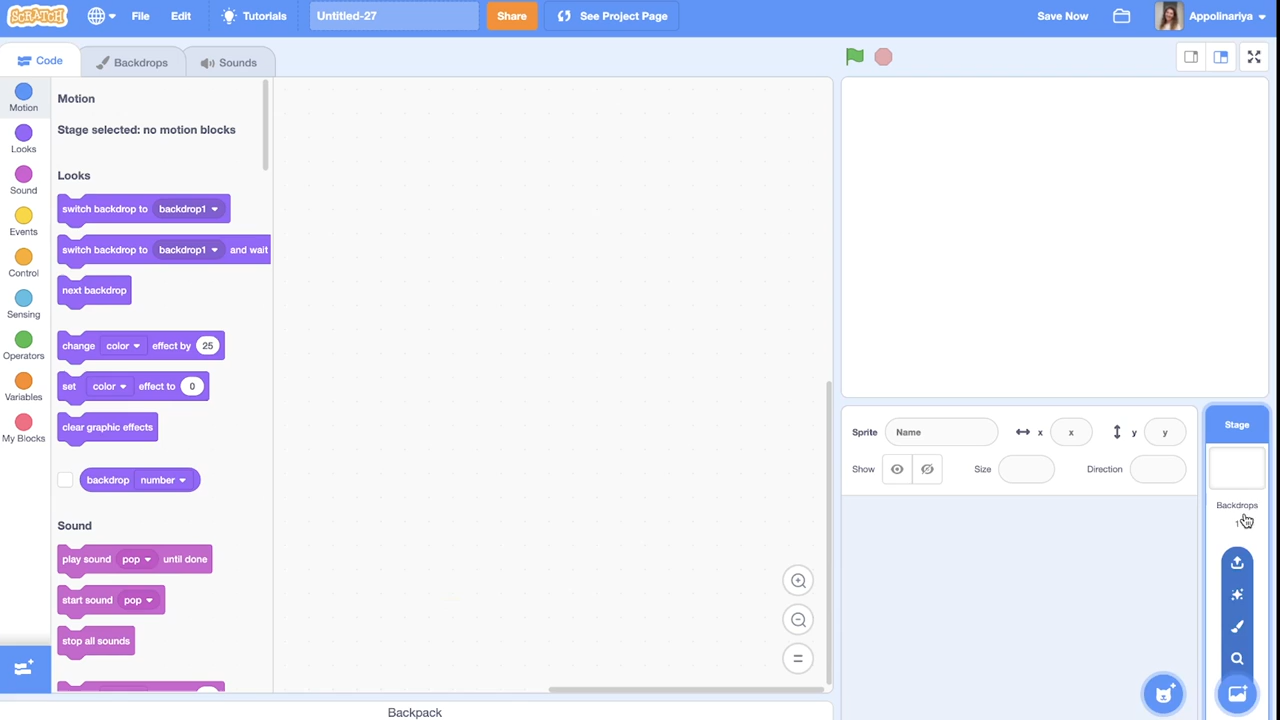 SCRATCH File Edit Tutorials Untitled-27 Share See Project Page Save Now Appolinariya
Code Backdrops Sounds
Motion
Looks
Sound
Events
Control
Sensing
Operators
Variables
My Blocks
Motion
Stage selected: no motion blocks
Looks
switch backdrop to backdrop1
switch backdrop to backdrop1 and wait
next backdrop
change color effect by 25
set color effect to 0
clear graphic effects
backdrop number
Sound
play sound pop until done
start sound pop
stop all sounds
Backpack
Sprite Name x x y y
Show Size Direction
Stage
Backdrops
1